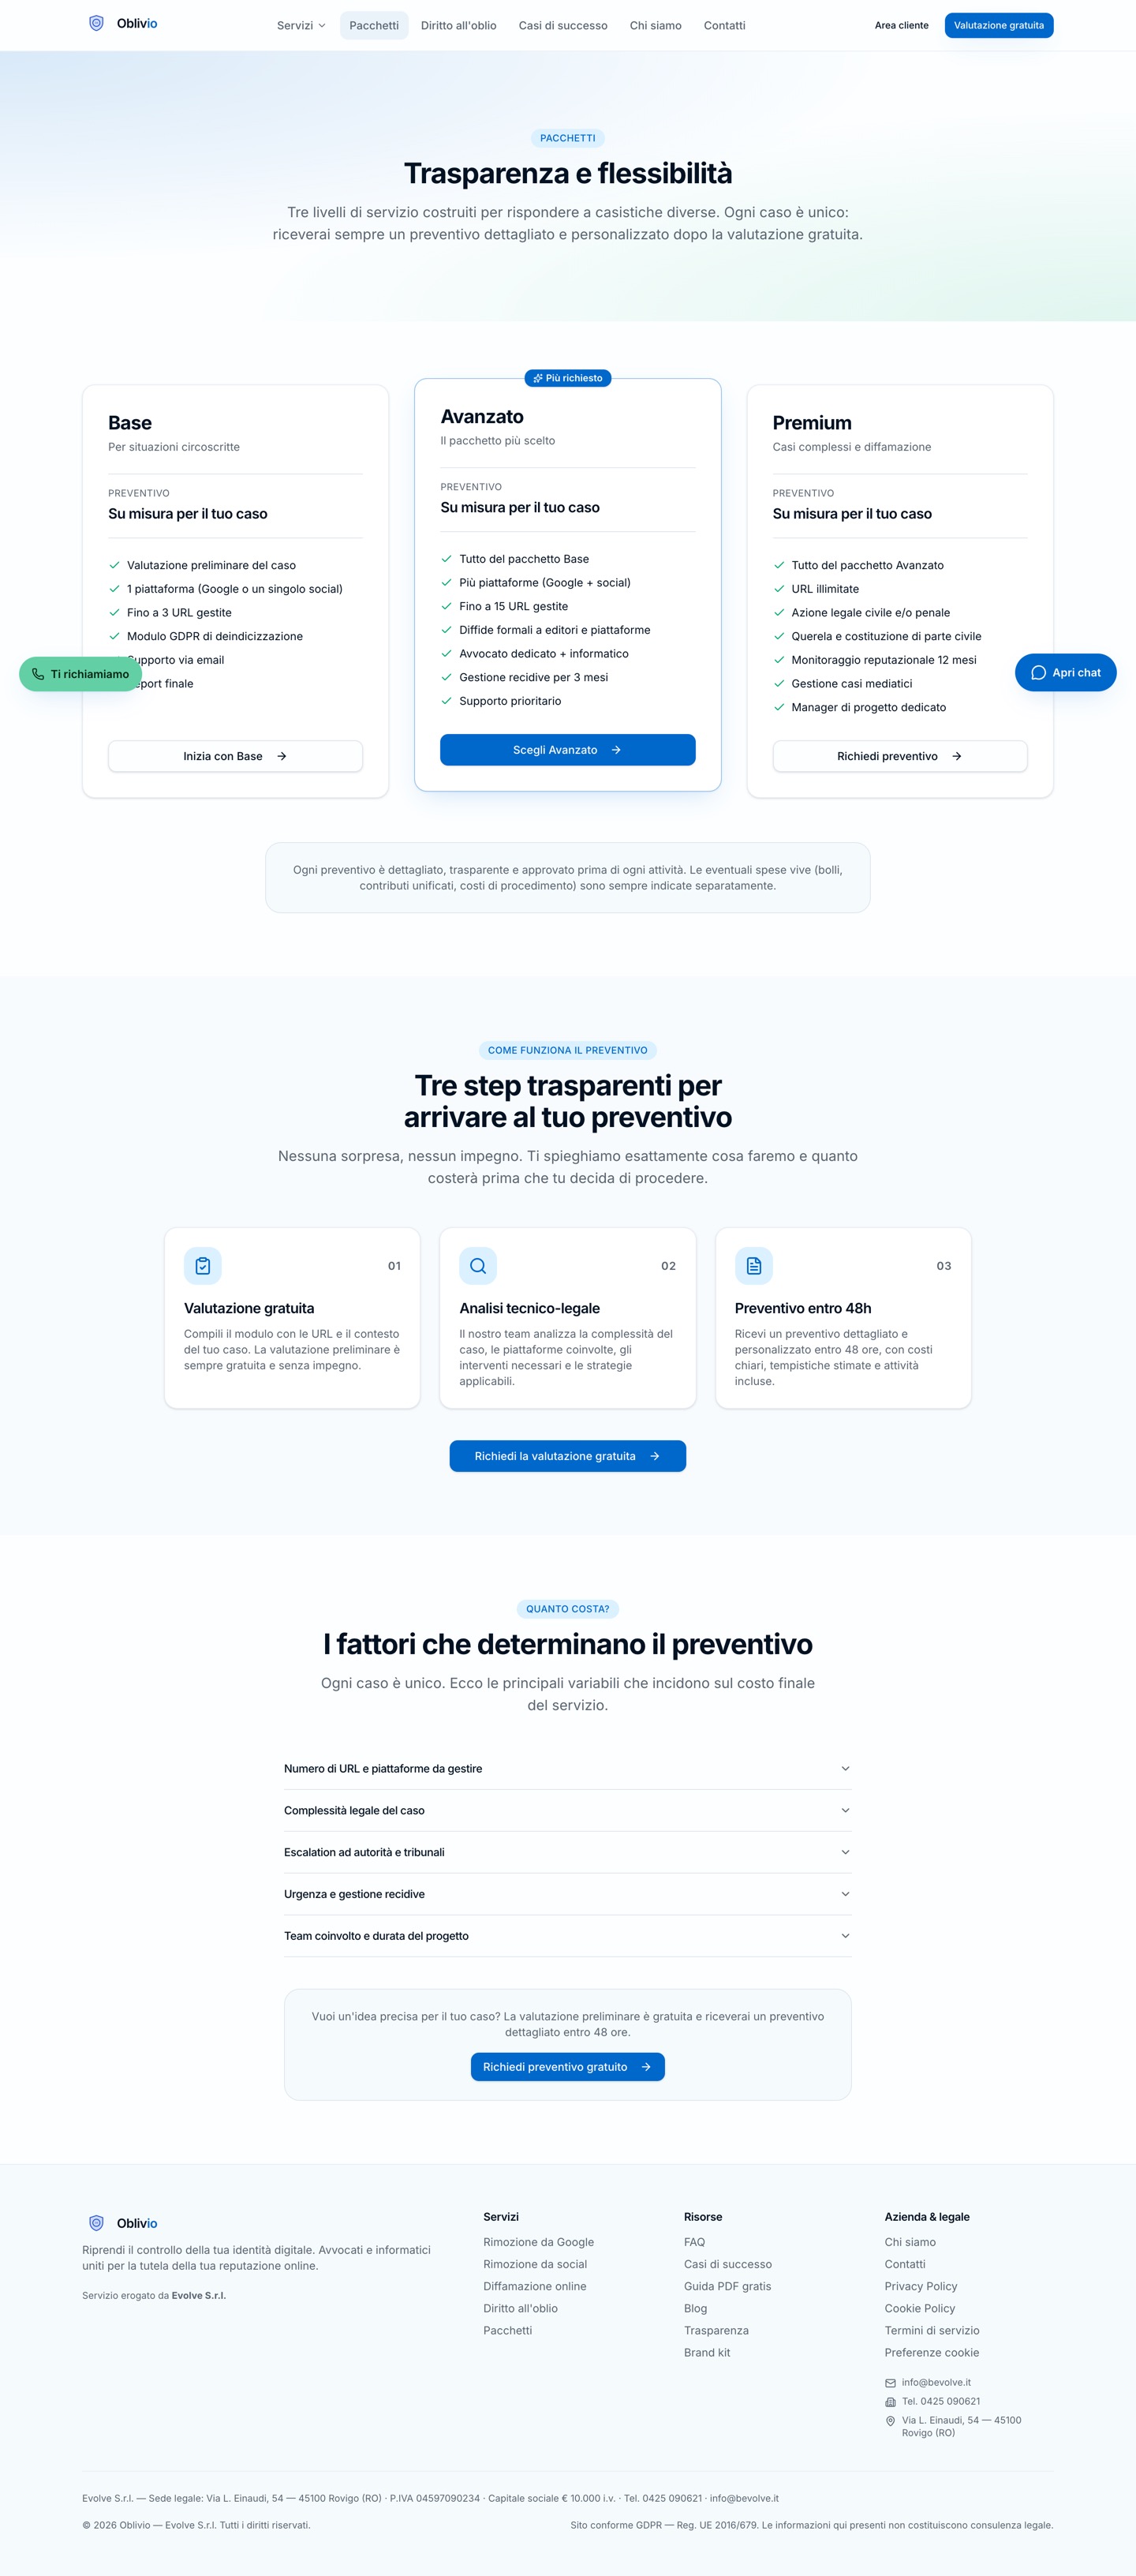 Oblivio
Servizi
Pacchetti
Diritto all'oblio
Casi di successo
Chi siamo
Contatti
Area cliente
Valutazione gratuita
PACCHETTI
Trasparenza e flessibilità
Tre livelli di servizio costruiti per rispondere a casistiche diverse. Ogni caso è unico:
riceverai sempre un preventivo dettagliato e personalizzato dopo la valutazione gratuita.
Base
Per situazioni circoscritte
PREVENTIVO
Su misura per il tuo caso
Valutazione preliminare del caso
1 piattaforma (Google o un singolo social)
Fino a 3 URL gestite
Modulo GDPR di deindicizzazione
Supporto via email
eport finale
Ti richiamiamo
Inizia con Base
Più richiesto
Avanzato
Il pacchetto più scelto
PREVENTIVO
Su misura per il tuo caso
Tutto del pacchetto Base
Più piattaforme (Google + social)
Fino a 15 URL gestite
Diffide formali a editori e piattaforme
Avvocato dedicato + informatico
Gestione recidive per 3 mesi
Supporto prioritario
Scegli Avanzato
Premium
Casi complessi e diffamazione
PREVENTIVO
Su misura per il tuo caso
Tutto del pacchetto Avanzato
URL illimitate
Azione legale civile e/o penale
Querela e costituzione di parte civile
Monitoraggio reputazionale 12 mesi
Gestione casi mediatici
Manager di progetto dedicato
Richiedi preventivo
Apri chat
Ogni preventivo è dettagliato, trasparente e approvato prima di ogni attività. Le eventuali spese vive (bolli,
contributi unificati, costi di procedimento) sono sempre indicate separatamente.
COME FUNZIONA IL PREVENTIVO
Tre step trasparenti per
arrivare al tuo preventivo
Nessuna sorpresa, nessun impegno. Ti spieghiamo esattamente cosa faremo e quanto
costerà prima che tu decida di procedere.
01
Valutazione gratuita
Compili il modulo con le URL e il contesto
del tuo caso. La valutazione preliminare è
sempre gratuita e senza impegno.
02
Analisi tecnico-legale
Il nostro team analizza la complessità del
caso, le piattaforme coinvolte, gli
interventi necessari e le strategie
applicabili.
03
Preventivo entro 48h
Ricevi un preventivo dettagliato e
personalizzato entro 48 ore, con costi
chiari, tempistiche stimate e attività
incluse.
Richiedi la valutazione gratuita
QUANTO COSTA?
I fattori che determinano il preventivo
Ogni caso è unico. Ecco le principali variabili che incidono sul costo finale
del servizio.
Numero di URL e piattaforme da gestire
Complessità legale del caso
Escalation ad autorità e tribunali
Urgenza e gestione recidive
Team coinvolto e durata del progetto
Vuoi un'idea precisa per il tuo caso? La valutazione preliminare è gratuita e riceverai un preventivo
dettagliato entro 48 ore.
Richiedi preventivo gratuito
Oblivio
Riprendi il controllo della tua identità digitale. Avvocati e informatici
uniti per la tutela della tua reputazione online.
Servizio erogato da Evolve S.r.l.
Servizi
Rimozione da Google
Rimozione da social
Diffamazione online
Diritto all'oblio
Pacchetti
Risorse
FAQ
Casi di successo
Guida PDF gratis
Blog
Trasparenza
Brand kit
Azienda & legale
Chi siamo
Contatti
Privacy Policy
Cookie Policy
Termini di servizio
Preferenze cookie
info@bevolve.it
Tel. 0425 090621
Via L. Einaudi, 54 — 45100
Rovigo (RO)
Evolve S.r.l. — Sede legale: Via L. Einaudi, 54 — 45100 Rovigo (RO) · P.IVA 04597090234 · Capitale sociale € 10.000 i.v. · Tel. 0425 090621 · info@bevolve.it
© 2026 Oblivio — Evolve S.r.l. Tutti i diritti riservati.
Sito conforme GDPR — Reg. UE 2016/679. Le informazioni qui presenti non costituiscono consulenza legale.